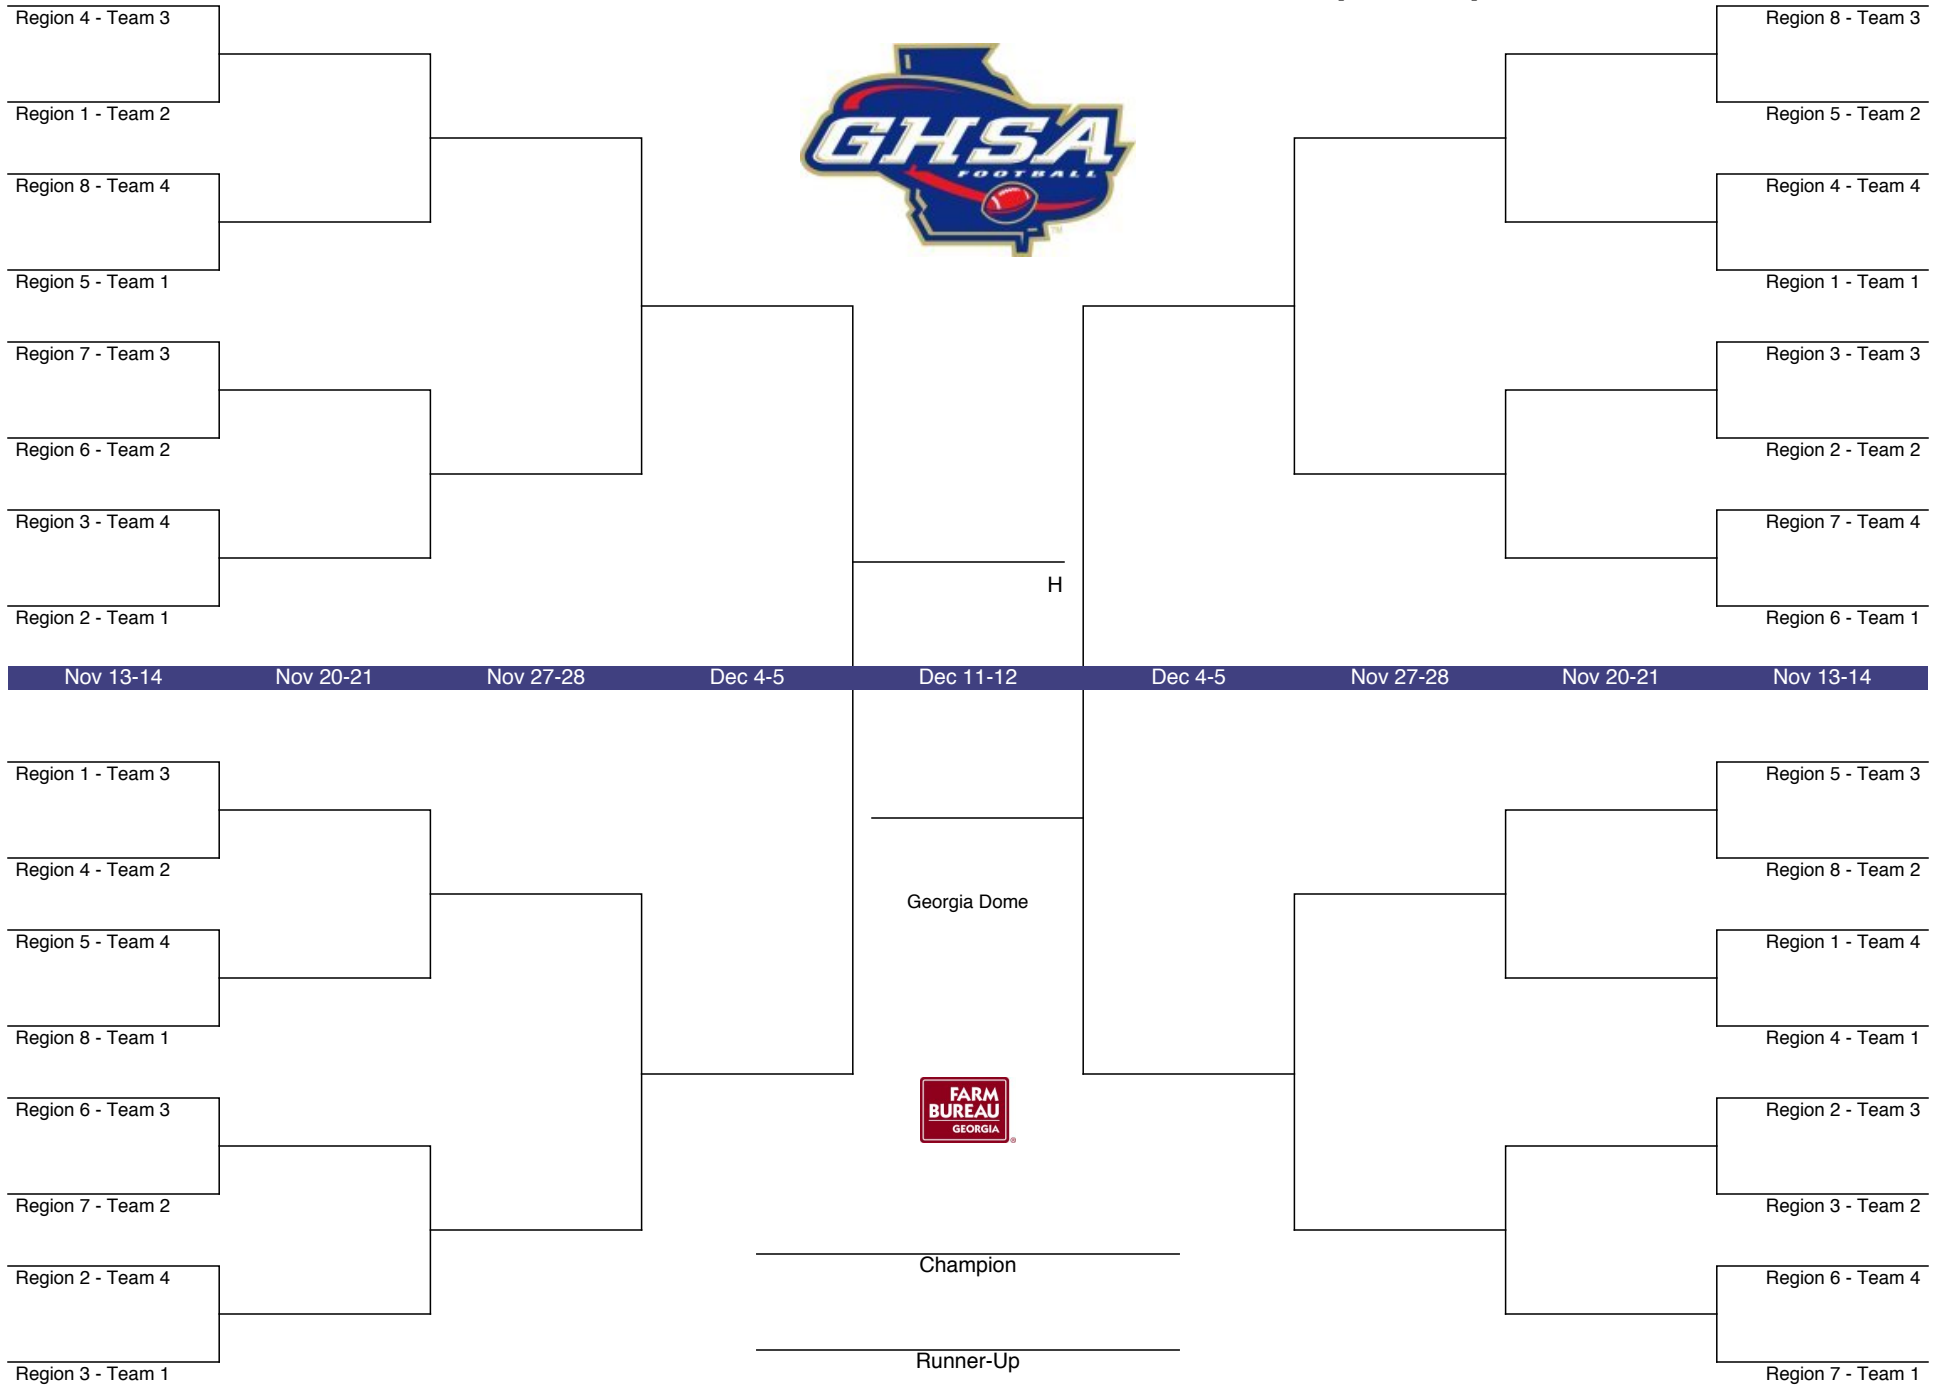 Region 4 - Team 3
Region 8 - Team 3
GHSA
FOOTBALL
TM
Region 1 - Team 2
Region 5 - Team 2
Region 8 - Team 4
Region 4 - Team 4
Region 5 - Team 1
Region 1 - Team 1
Region 7 - Team 3
Region 3 - Team 3
Region 6 - Team 2
Region 2 - Team 2
Region 3 - Team 4
Region 7 - Team 4
H
Region 2 - Team 1
Region 6 - Team 1
Nov 13-14 Nov 20-21 Nov 27-28 Dec 4-5 Dec 11-12 Dec 4-5 Nov 27-28 Nov 20-21 Nov 13-14
Region 1 - Team 3
Region 5 - Team 3
Region 4 - Team 2
Region 8 - Team 2
Georgia Dome
Region 5 - Team 4
Region 1 - Team 4
Region 8 - Team 1
Region 4 - Team 1
FARM
BUREAU
GEORGIA
®
Region 6 - Team 3
Region 2 - Team 3
Region 7 - Team 2
Region 3 - Team 2
Champion
Region 2 - Team 4
Region 6 - Team 4
Runner-Up
Region 3 - Team 1
Region 7 - Team 1